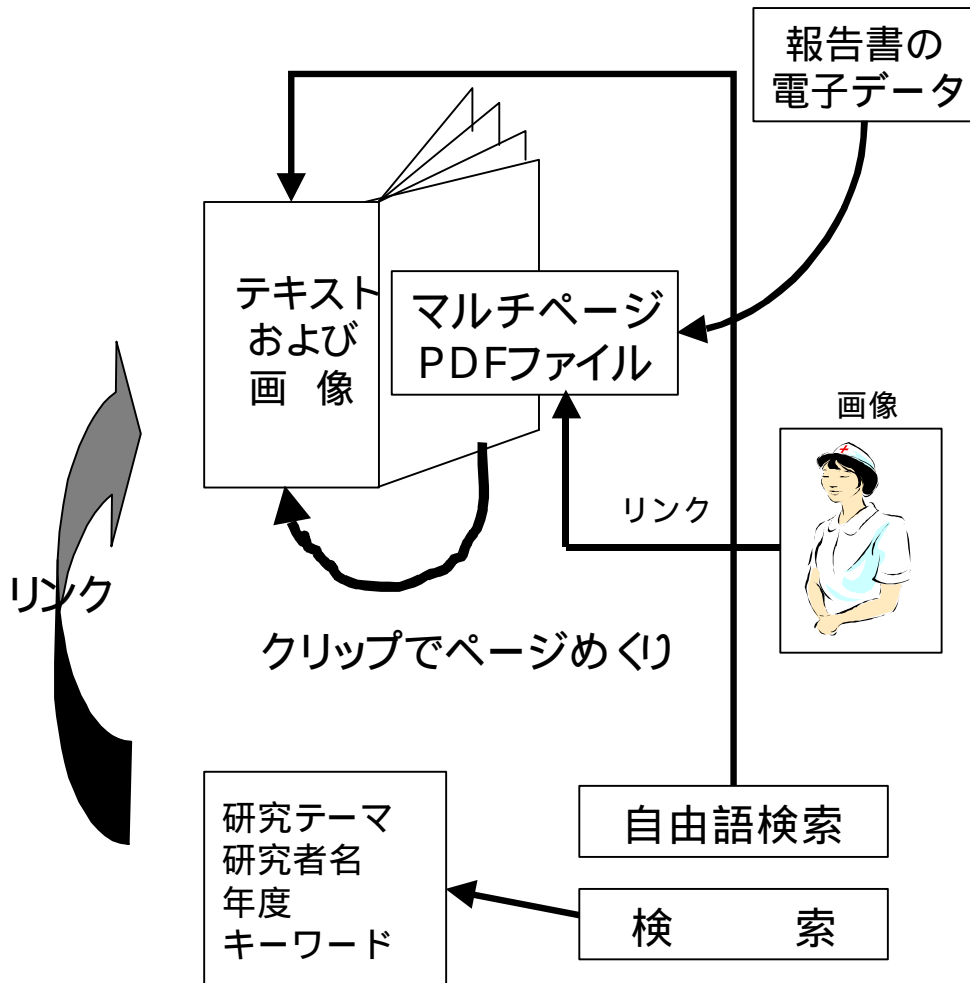 報告書の
電子データ
テキスト
および
画 像
マルチページ
PDFファイル
画像
リンク
リンク
クリップでページめくり
研究テーマ
研究者名
年度
キーワード
自由語検索
検 索